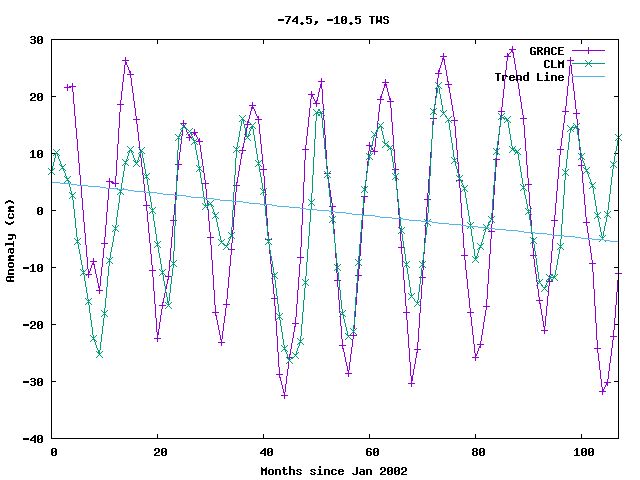 -74.5, -10.5 TWS
GRACE
CLM
Trend Line
30
20
10
0
-10
-20
-30
-40
Anomaly (cm)
0 20 40 60 80 100
Months since Jan 2002